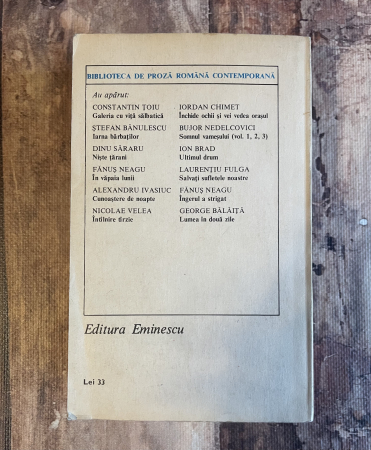 BIBLIOTECA DE PROZĂ ROMÂNĂ CONTEMPORANĂ
Au apărut:
CONSTANTIN ŢOIU
Galeria cu viţă sălbatică
ŞTEFAN BĂNULESCU
Iarna bărbaţilor
DINU SĂRARU
Nişte ţărani
FĂNUŞ NEAGU
În văpaia lunii
ALEXANDRU IVASIUC
Cunoaştere de noapte
NICOLAE VELEA
Întîlnire tîrzie
IORDAN CHIMET
Închide ochii şi vei vedea oraşul
BUJOR NEDELCOVICI
Somnul vameşului (vol. 1, 2, 3)
ION BRAD
Ultimul drum
LAURENŢIU FULGA
Salvaţi sufletele noastre
FĂNUŞ NEAGU
Îngerul a strigat
GEORGE BĂLĂIŢĂ
Lumea în două zile
Editura Eminescu
Lei 33